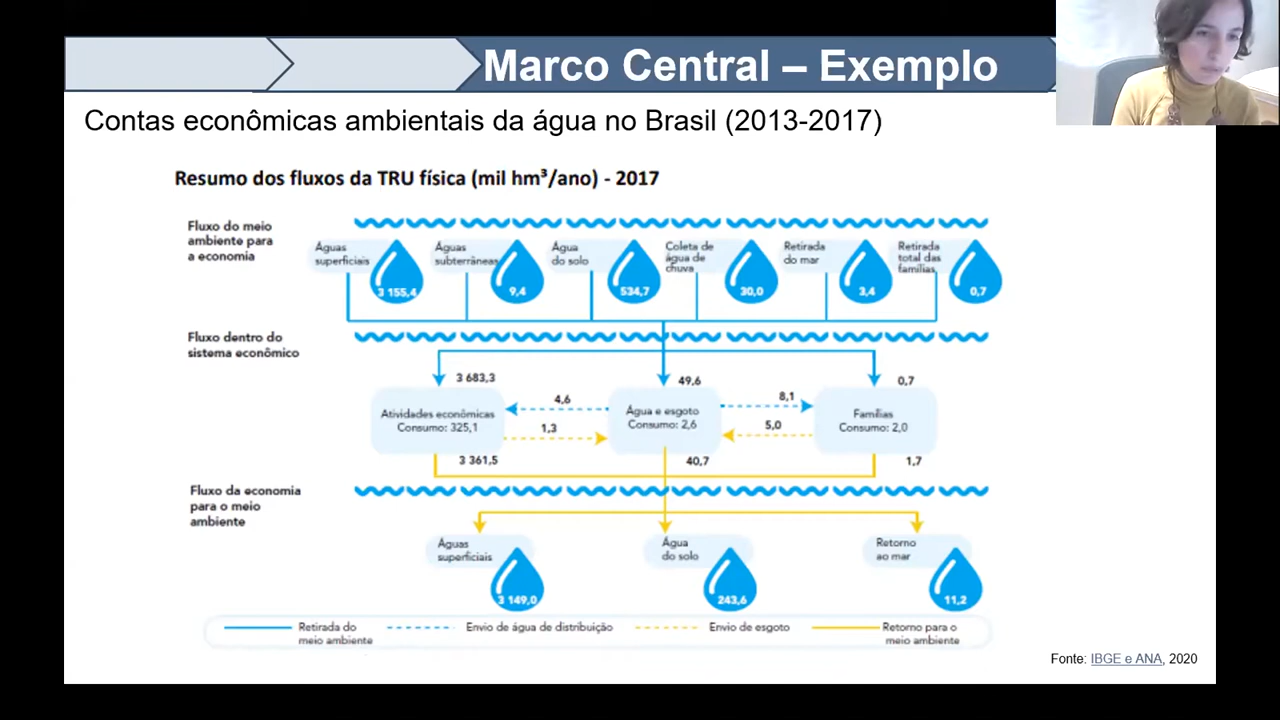 Marco Central – Exemplo
Contas econômicas ambientais da água no Brasil (2013-2017)
Resumo dos fluxos da TRU física (mil hm³/ano) - 2017
Fluxo do meio
ambiente para
a economia
Águas
superficiais
3 155,4
Águas
subterrâneas
9,4
Água
do solo
534,7
Coleta de
água de
chuva
30,0
Retirada
do mar
3,4
Retirada
total das
famílias
0,7
Fluxo dentro do
sistema econômico
3 683,3
49,6
0,7
Atividades econômicas
Consumo: 325,1
4,6
1,3
Água e esgoto
Consumo: 2,6
8,1
5,0
Famílias
Consumo: 2,0
3 361,5
40,7
1,7
Fluxo da economia
para o meio
ambiente
Águas
superficiais
3 149,0
Água
do solo
243,6
Retorno
ao mar
11,2
Retirada do
meio ambiente
Envio de água de distribuição
Envio de esgoto
Retorno para o
meio ambiente
Fonte: IBGE e ANA, 2020